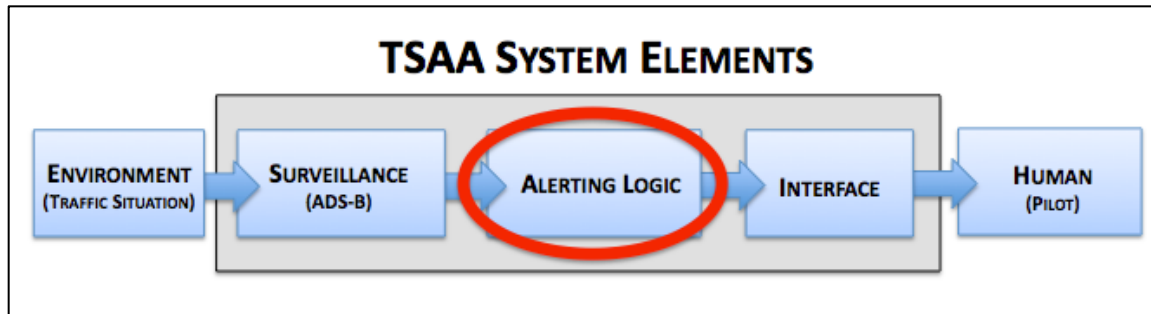 TSAA SYSTEM ELEMENTS
ENVIRONMENT
(TRAFFIC SITUATION)
SURVEILLANCE
(ADS-B)
ALERTING LOGIC
INTERFACE
HUMAN
(PILOT)